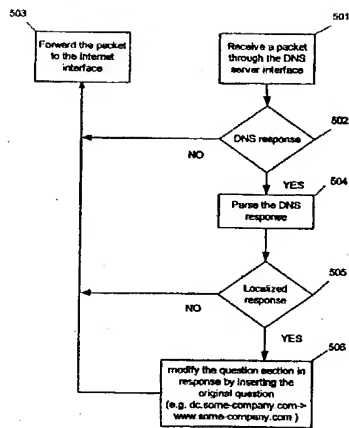 503
Forward the packet
to the Internet
interface
501
Receive a packet
through the DNS
server interface
502
DNS response
NO
YES
504
Parse the DNS
response
505
Localized
response
NO
YES
506
modify the question section in
response by inserting the
original question
(e.g. dc.some-company.com->
www.some-company.com )